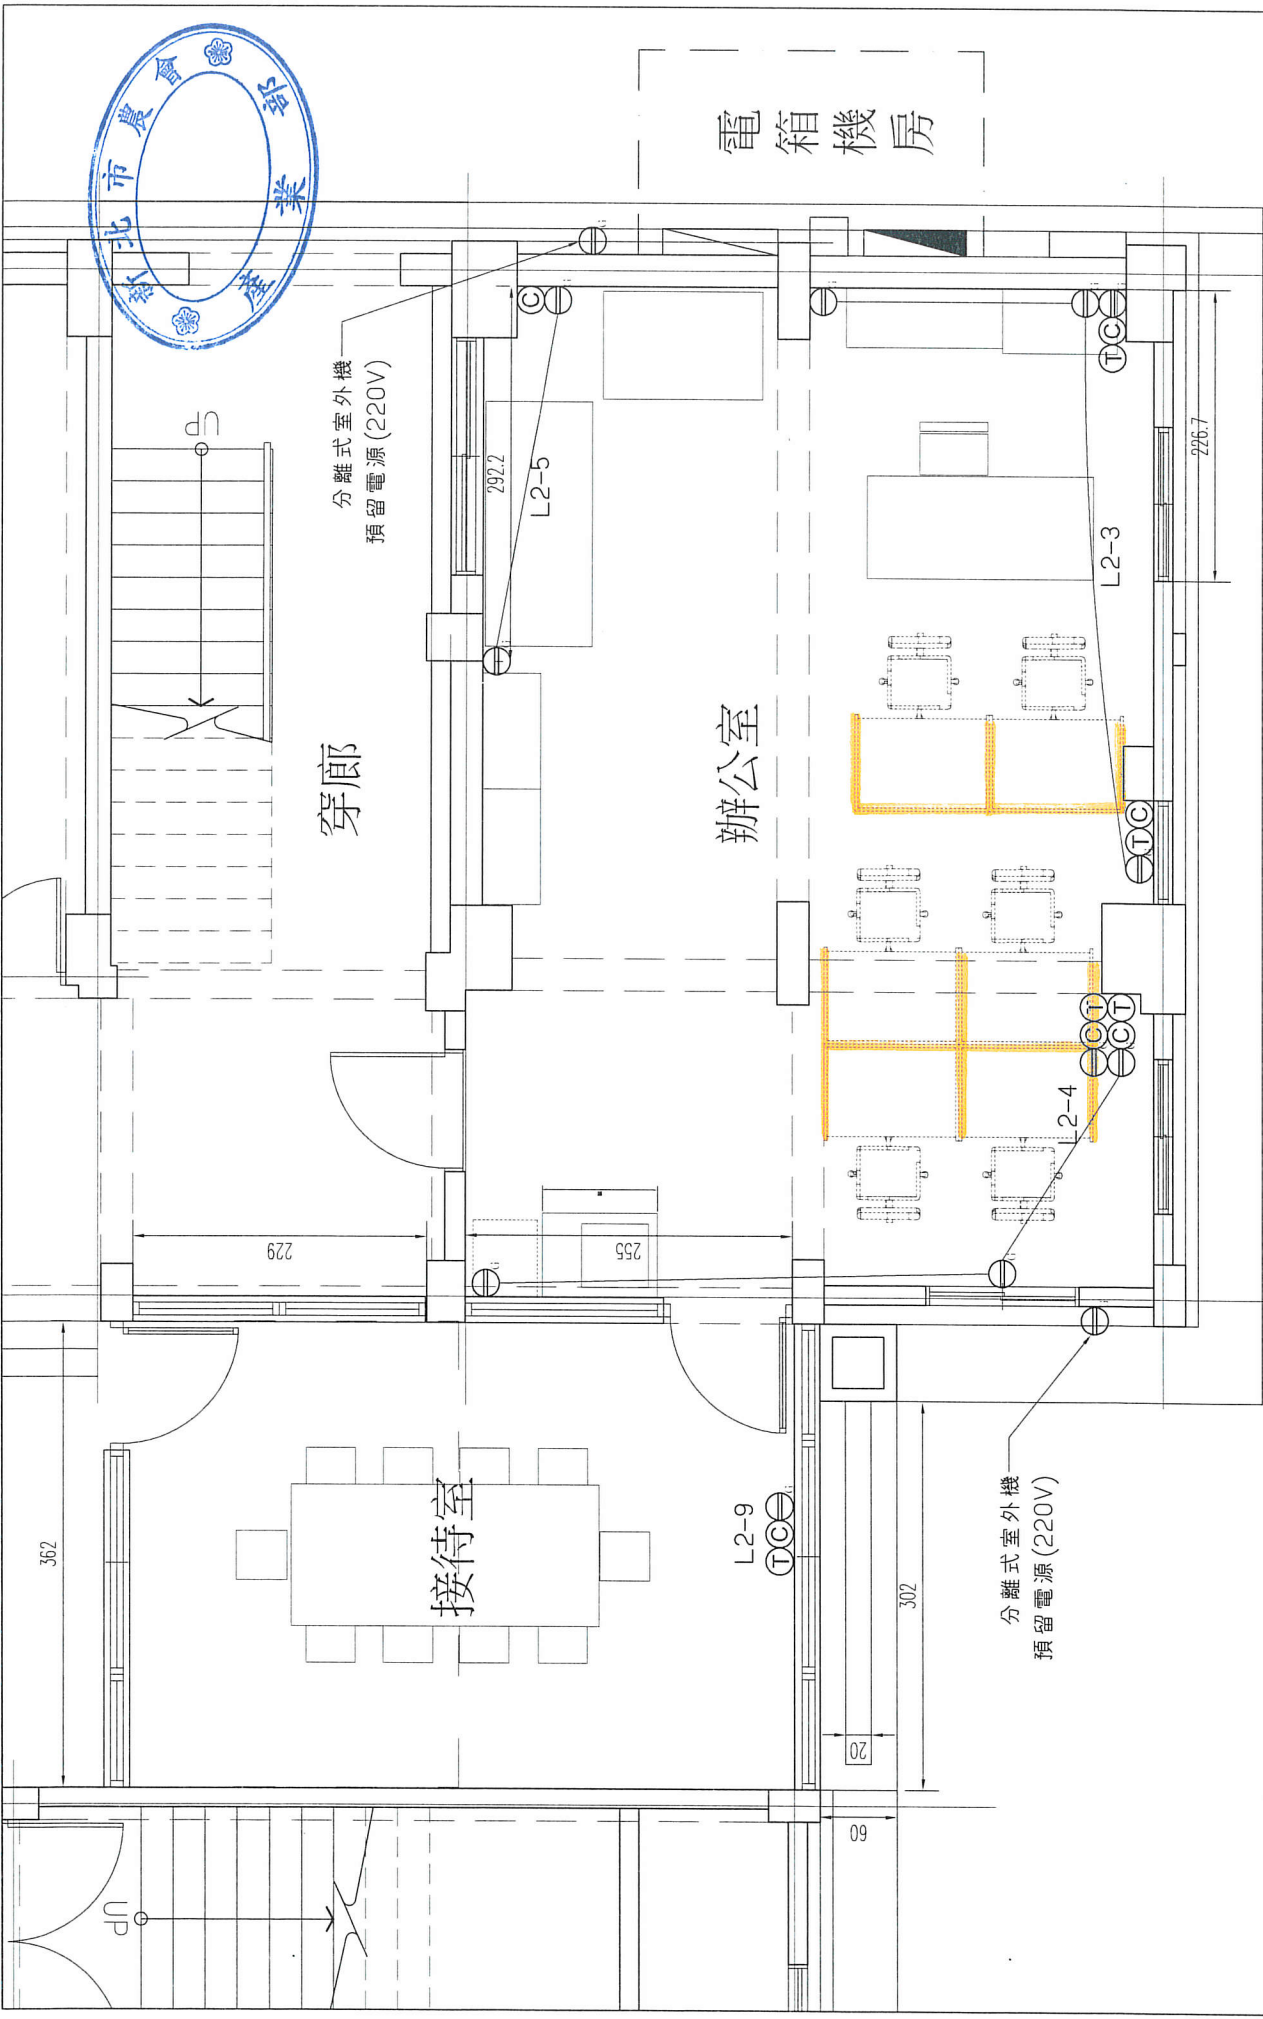 新北市農會
產業部
電箱機房
分離式室外機
預留電源(220V)
UP
穿廊
292.2
L2-5
C
C
T
226.7
L2-3
辦公室
T
C
T
C
C
T
L2-4
229
255
362
接待室
L2-9
T
C
302
分離式室外機
預留電源(220V)
20
60
UP